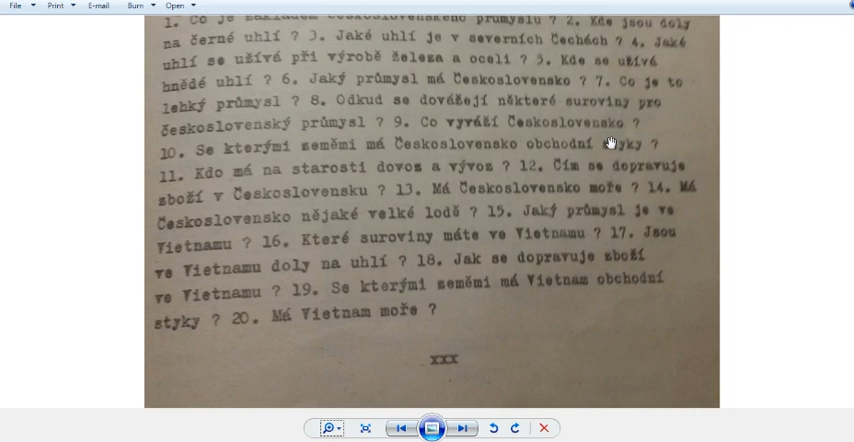 File Print E-mail Burn Open
1. Co je základem československého průmyslu ? 2. Kde jsou doly
na černé uhlí ? 3. Jaké uhlí je v severních Čechách ? 4. Jaké
uhlí se užívá při výrobě železa a oceli ? 5. Kde se užívá
hnědé uhlí ? 6. Jaký průmysl má Československo ? 7. Co je to
lehký průmysl ? 8. Odkud se dovážejí některé suroviny pro
československý průmysl ? 9. Co vyváží Československo ?
10. Se kterými zeměmi má Československo obchodní styky ?
11. Kdo má na starosti dovoz a vývoz ? 12. Čím se dopravuje
zboží v Československu ? 13. Má Československo moře ? 14. Má
Československo nějaké velké lodě ? 15. Jaký průmysl je ve
Vietnamu ? 16. Které suroviny máte ve Vietnamu ? 17. Jsou
ve Vietnamu doly na uhlí ? 18. Jak se dopravuje zboží
ve Vietnamu ? 19. Se kterými zeměmi má Vietnam obchodní
styky ? 20. Má Vietnam moře ?
xxx